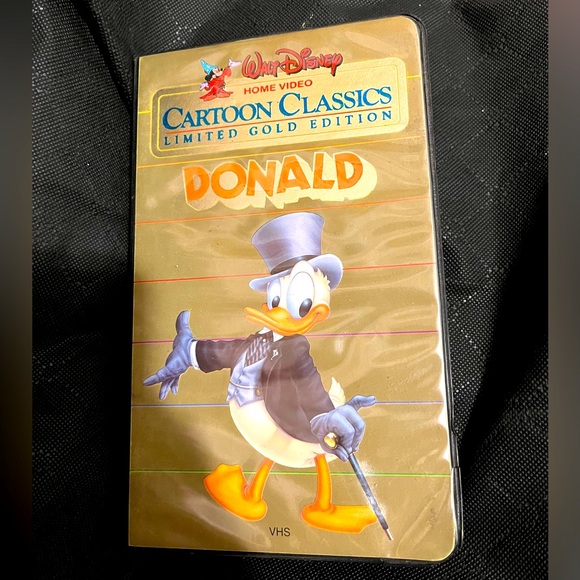 Walt Disney
HOME VIDEO
CARTOON CLASSICS
LIMITED GOLD EDITION
DONALD
VHS